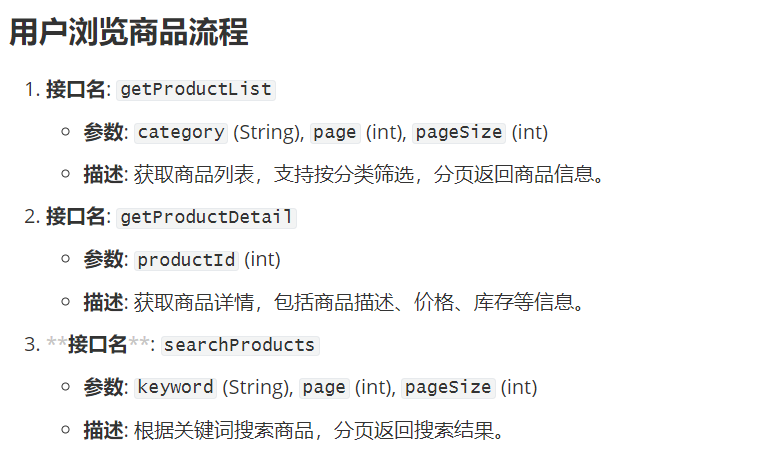 用户浏览商品流程
1. 接口名: getProductList
◦ 参数: category (String), page (int), pageSize (int)
◦ 描述: 获取商品列表，支持按分类筛选，分页返回商品信息。
2. 接口名: getProductDetail
◦ 参数: productId (int)
◦ 描述: 获取商品详情，包括商品描述、价格、库存等信息。
3. **接口名**: searchProducts
◦ 参数: keyword (String), page (int), pageSize (int)
◦ 描述: 根据关键词搜索商品，分页返回搜索结果。